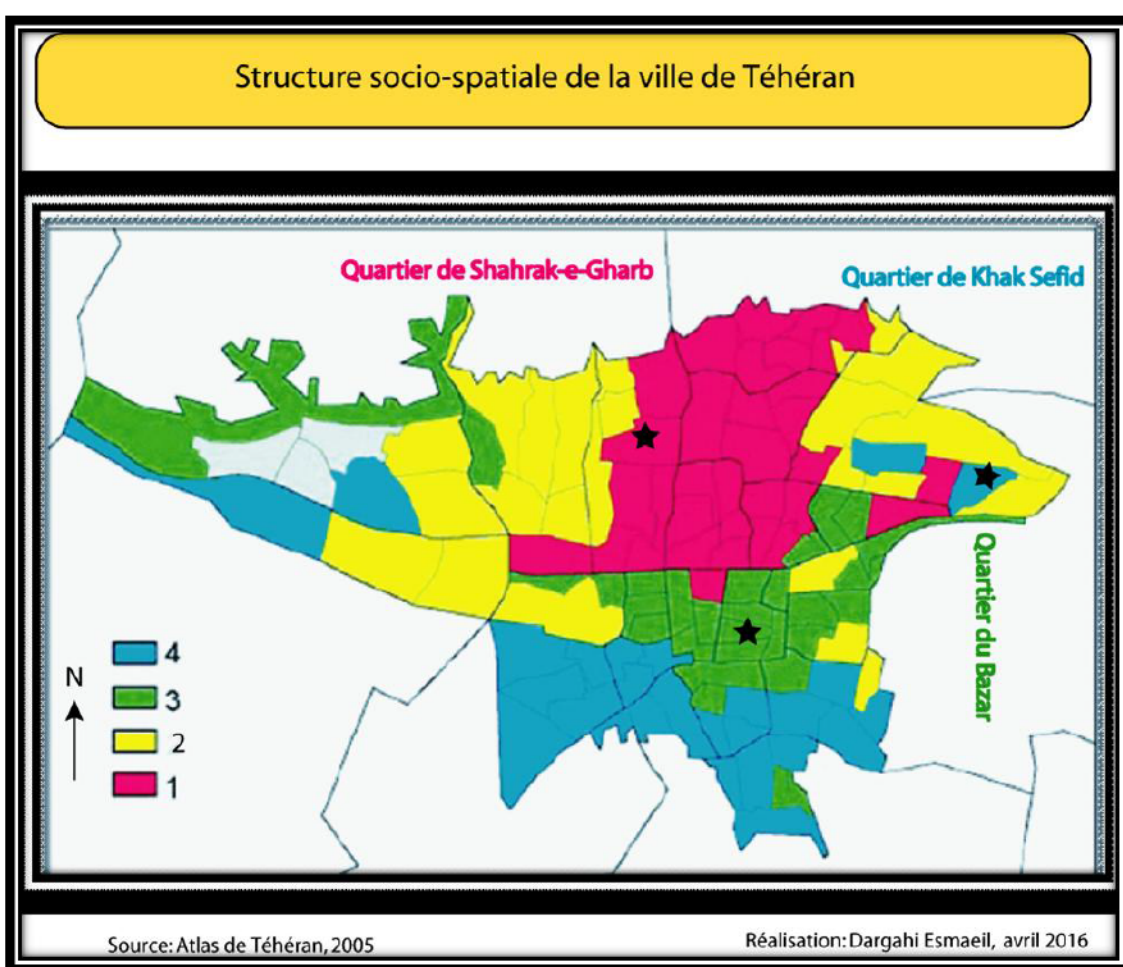 Structure socio-spatiale de la ville de Téhéran
Quartier de Shahrak-e-Gharb
Quartier de Khak Sefid
Quartier du Bazar
N
4
3
2
1
Source: Atlas de Téhéran, 2005
Réalisation: Dargahi Esmaeil, avril 2016